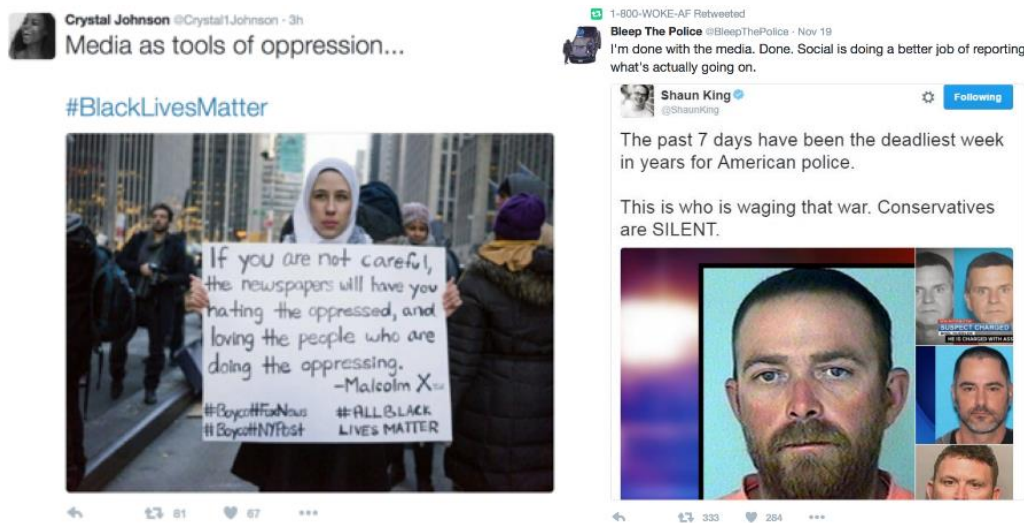 Crystal Johnson @Crystal1Johnson · 3h
Media as tools of oppression...
#BlackLivesMatter
If you are not careful,
the newspapers will have you
hating the oppressed, and
loving the people who are
doing the oppressing.
-Malcolm X
#BoycottFoxNews #ALLBLACK
#BoycottNYPost LIVES MATTER
81 67
1-800-WOKE-AF Retweeted
Bleep The Police @BleepThePolice · Nov 19
I'm done with the media. Done. Social is doing a better job of reporting
what's actually going on.
Shaun King
@ShaunKing
Following
The past 7 days have been the deadliest week
in years for American police.
This is who is waging that war. Conservatives
are SILENT.
SUSPECT CHARGED
HE IS CHARGED WITH ASS
333 284